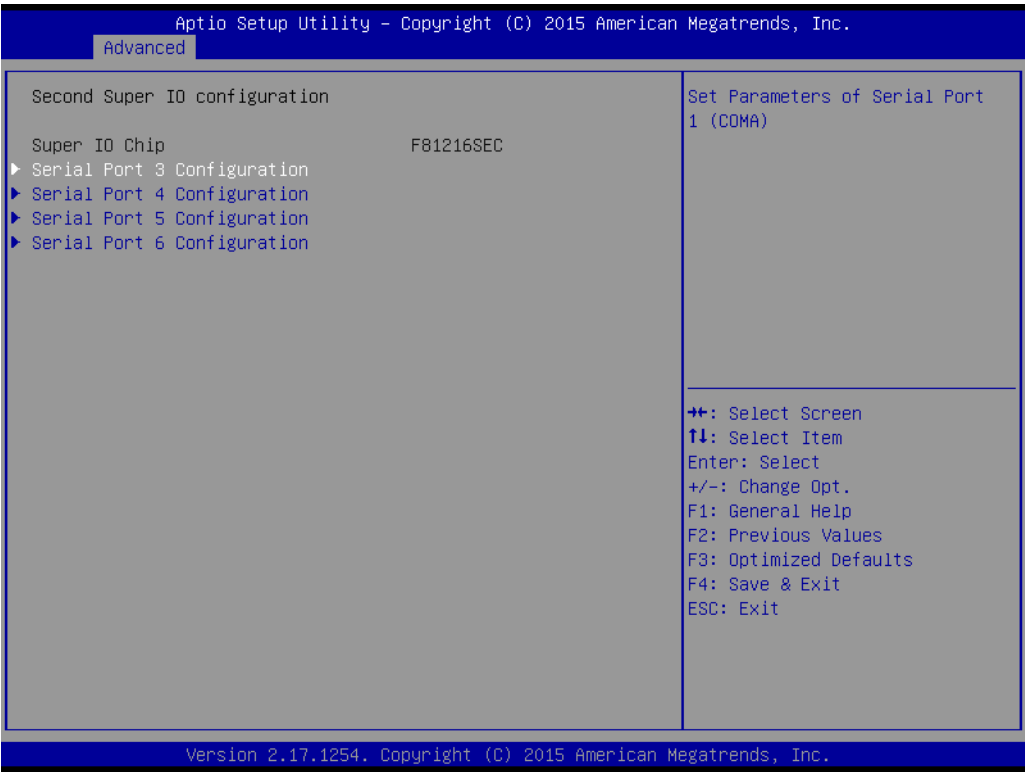 Aptio Setup Utility – Copyright (C) 2015 American Megatrends, Inc.
Advanced
Second Super IO configuration
Super IO Chip F81216SEC
Serial Port 3 Configuration
Serial Port 4 Configuration
Serial Port 5 Configuration
Serial Port 6 Configuration
Set Parameters of Serial Port
1 (COMA)
→←: Select Screen
↑↓: Select Item
Enter: Select
+/-: Change Opt.
F1: General Help
F2: Previous Values
F3: Optimized Defaults
F4: Save & Exit
ESC: Exit
Version 2.17.1254. Copyright (C) 2015 American Megatrends, Inc.